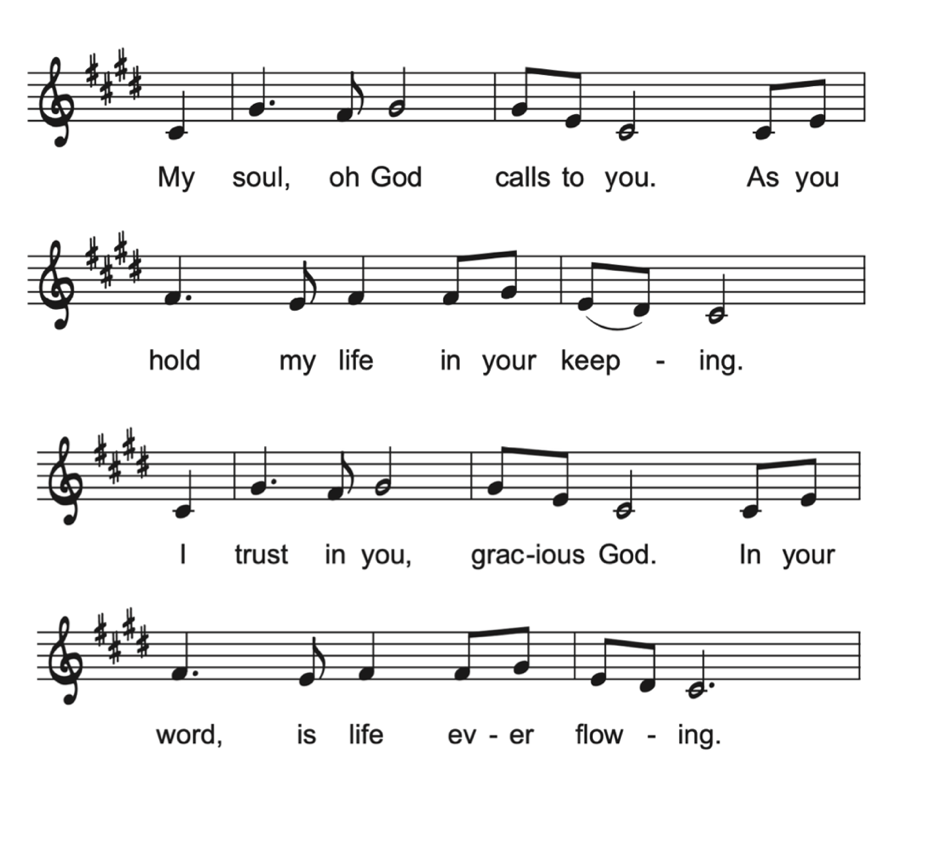 My soul, oh God calls to you. As you
hold my life in your keep - ing.
I trust in you, grac-ious God. In your
word, is life ev - er flow - ing.